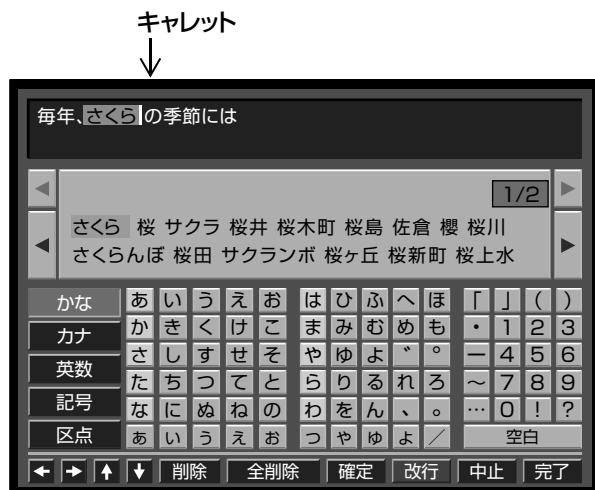 キャレット
毎年、さくらの季節には
1/2
さくら 桜 サクラ 桜井 桜木町 桜島 佐倉 櫻 桜川
さくらんぼ 桜田 サクランボ 桜ヶ丘 桜新町 桜上水
かな あ い う え お は ひ ふ へ ほ 「 」 ( )
カナ か き く け こ ま み む め も ・ 1 2 3
英数 さ し す せ そ や ゆ よ ゛ ゜ ー 4 5 6
記号 た ち つ て と ら り る れ ろ ~ 7 8 9
区点 な に ぬ ね の わ を ん 、 。 … 0 ! ?
ぁ ぃ ぅ ぇ ぉ っ ゃ ゅ ょ / 空白
← → ↑ ↓ 削除 全削除 確定 改行 中止 完了